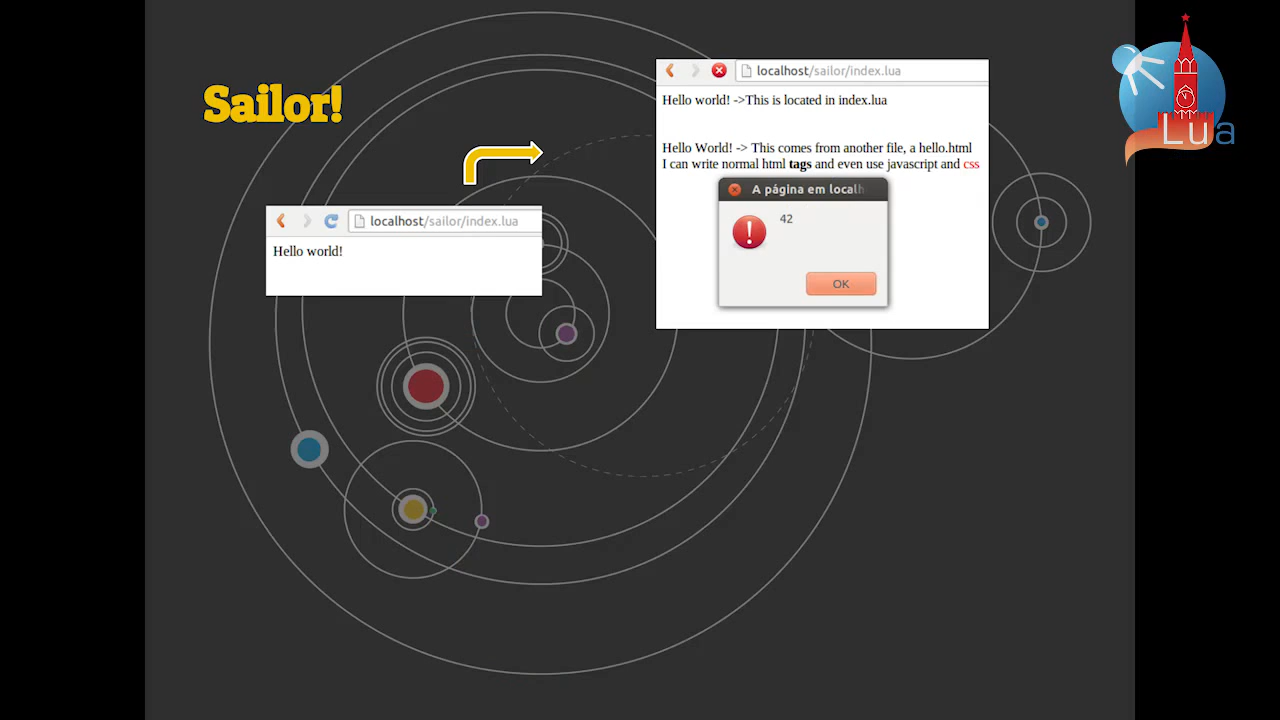 Sailor!
localhost/sailor/index.lua
Hello world!
localhost/sailor/index.lua
Hello world! ->This is located in index.lua
Hello World! -> This comes from another file, a hello.html
I can write normal html tags and even use javascript and css
A página em localh
42
OK
Lua